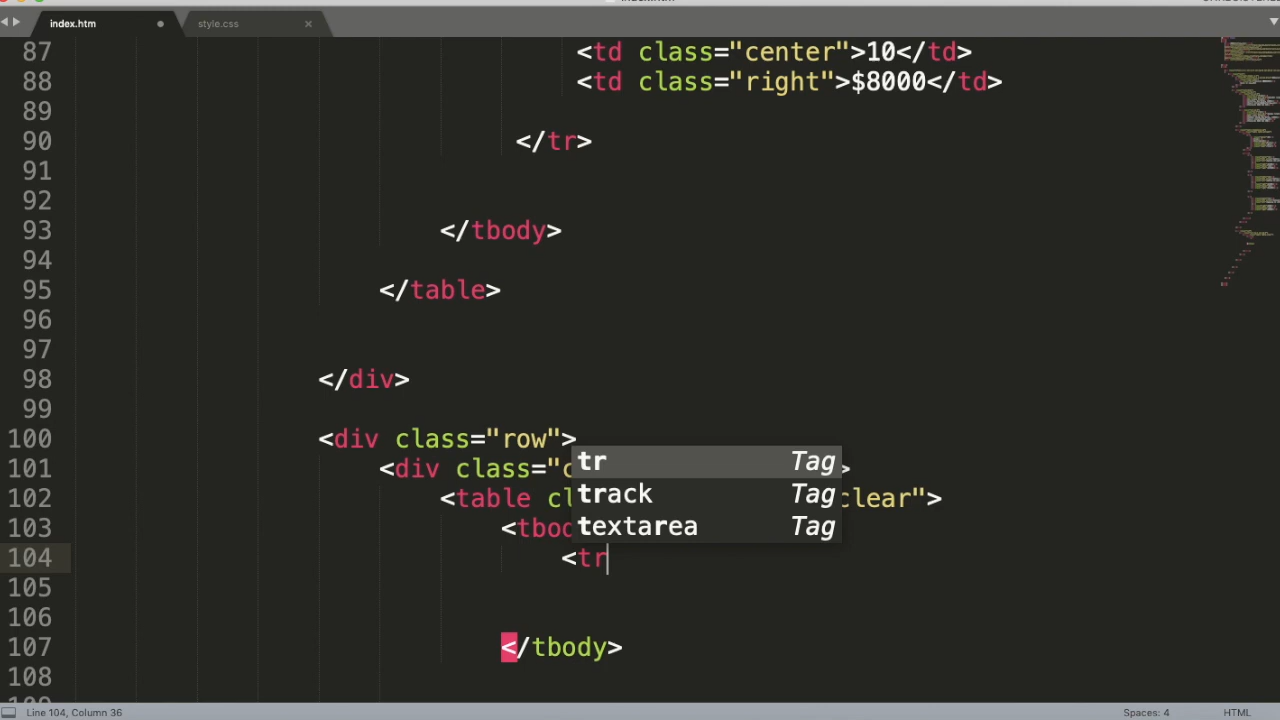 index.htm
style.css
87 <td class="center">10</td>
88 <td class="right">$8000</td>
89
90 </tr>
91
92
93 </tbody>
94
95 </table>
96
97
98 </div>
99
100 <div class="row">
101 <div class="c >
102 <table cl clear">
103 <tbod
tr Tag
track Tag
textarea Tag
104 <tr
105
106
107 </tbody>
108
Line 104, Column 36
Spaces: 4
HTML